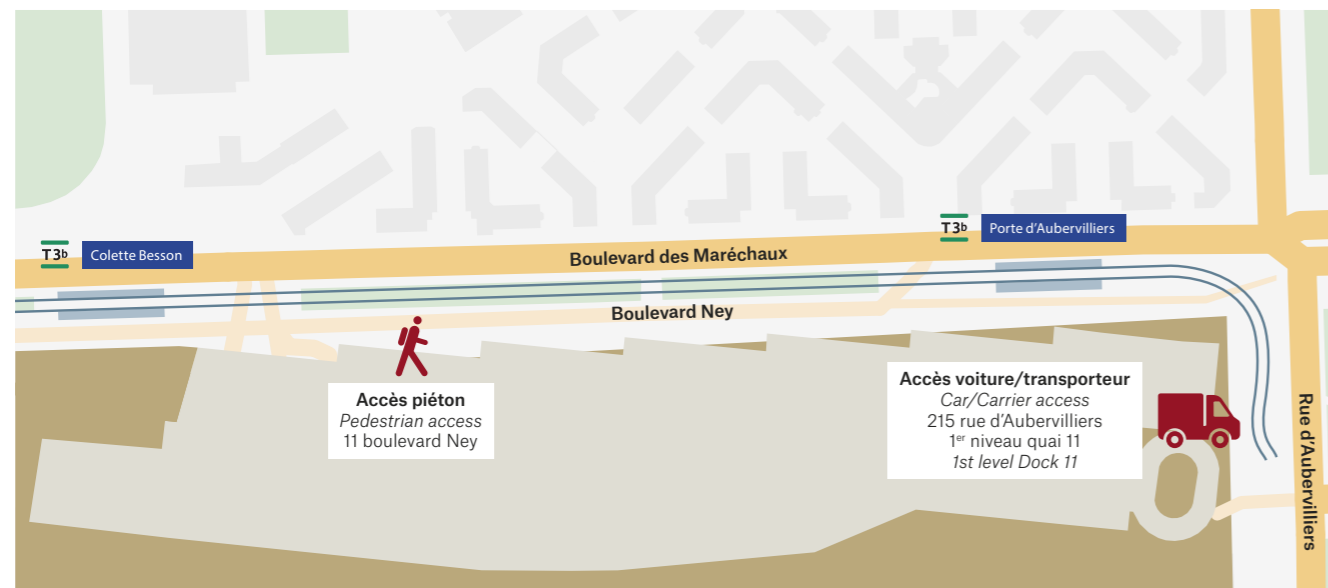 T3b Colette Besson
T3b Porte d'Aubervilliers
Boulevard des Maréchaux
Boulevard Ney
Accès piéton
Pedestrian access
11 boulevard Ney
Accès voiture/transporteur
Car/Carrier access
215 rue d'Aubervilliers
1er niveau quai 11
1st level Dock 11
Rue d'Aubervilliers